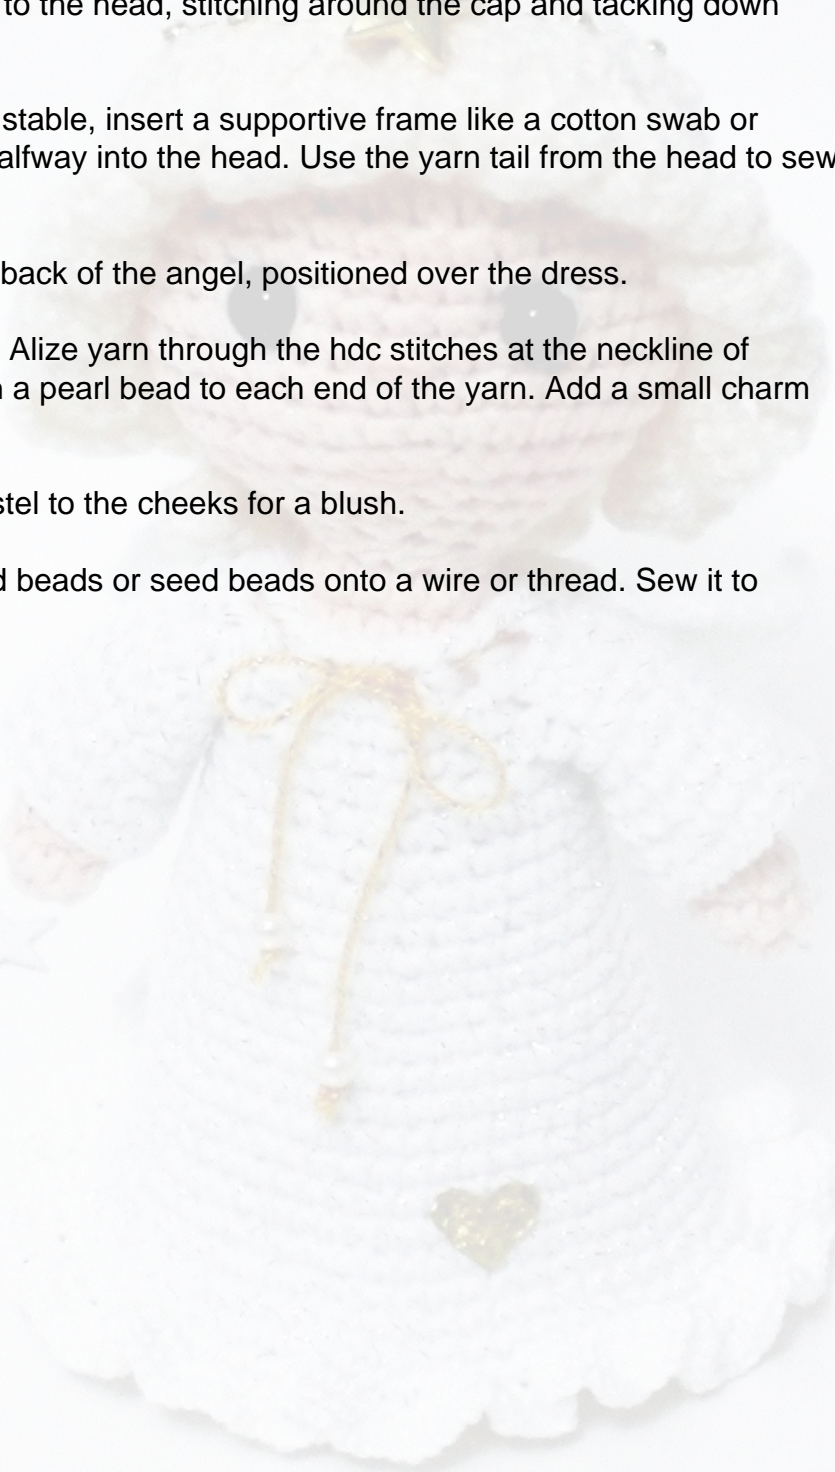 to the head, stitching around the cap and tacking down
stable, insert a supportive frame like a cotton swab or
alfway into the head. Use the yarn tail from the head to sew
back of the angel, positioned over the dress.
Alize yarn through the hdc stitches at the neckline of
a pearl bead to each end of the yarn. Add a small charm
stel to the cheeks for a blush.
d beads or seed beads onto a wire or thread. Sew it to